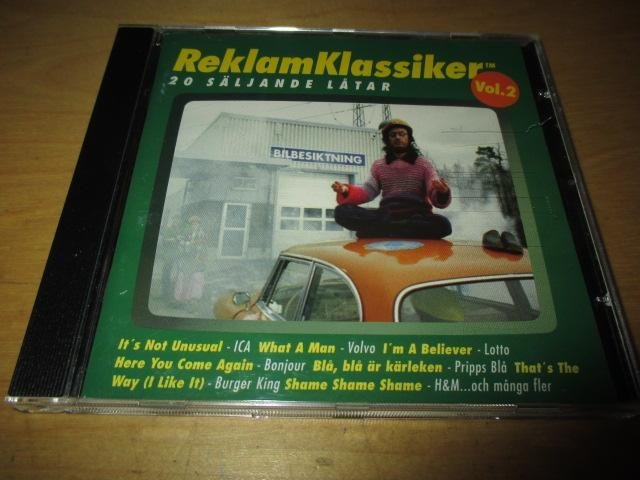 ReklamKlassiker™
20 SÄLJANDE LÅTAR
Vol.2
BILBESIKTNING
It's Not Unusual - ICA What A Man - Volvo I'm A Believer - Lotto
Here You Come Again - Bonjour Blå, blå är kärleken - Pripps Blå That's The
Way (I Like It) - Burger King Shame Shame Shame - H&M...och många fler